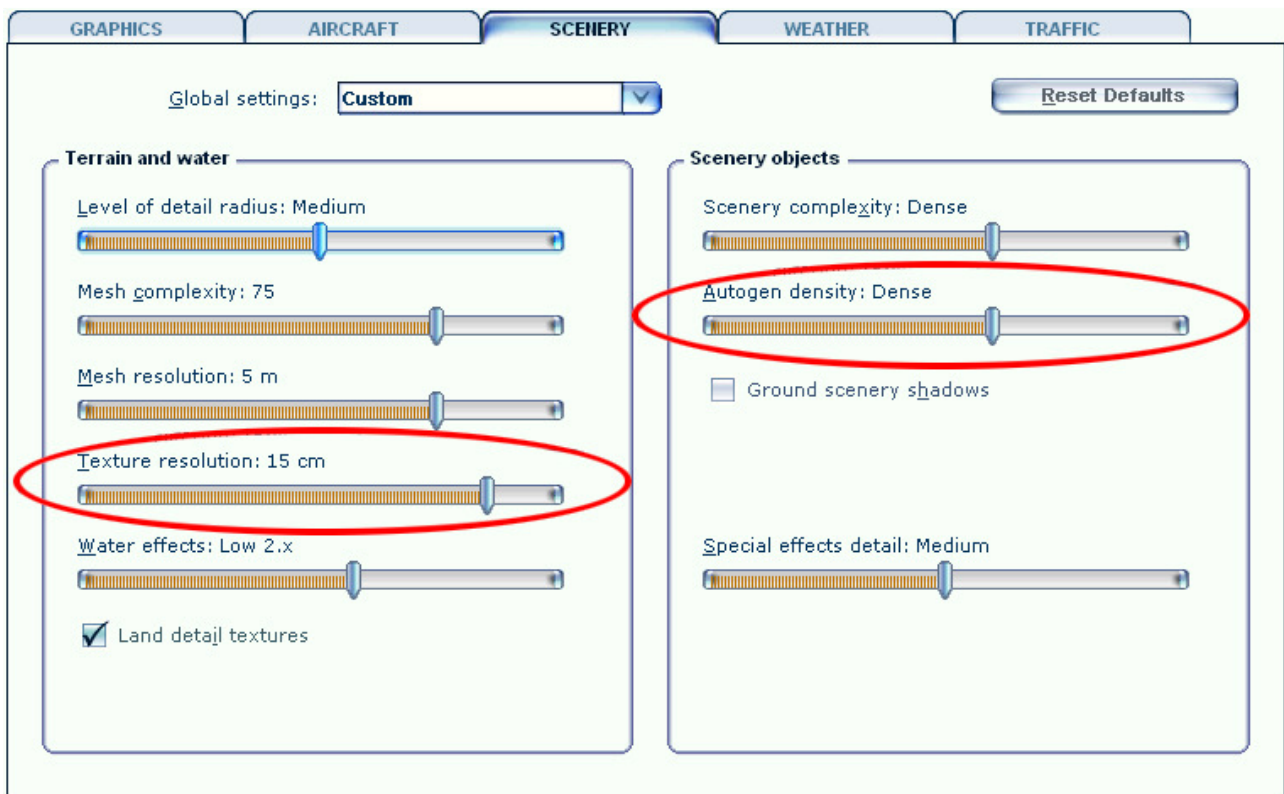 GRAPHICS AIRCRAFT SCENERY WEATHER TRAFFIC
Global settings: Custom Reset Defaults
Terrain and water
Level of detail radius: Medium
Mesh complexity: 75
Mesh resolution: 5 m
Texture resolution: 15 cm
Water effects: Low 2.x
Land detail textures
Scenery objects
Scenery complexity: Dense
Autogen density: Dense
Ground scenery shadows
Special effects detail: Medium